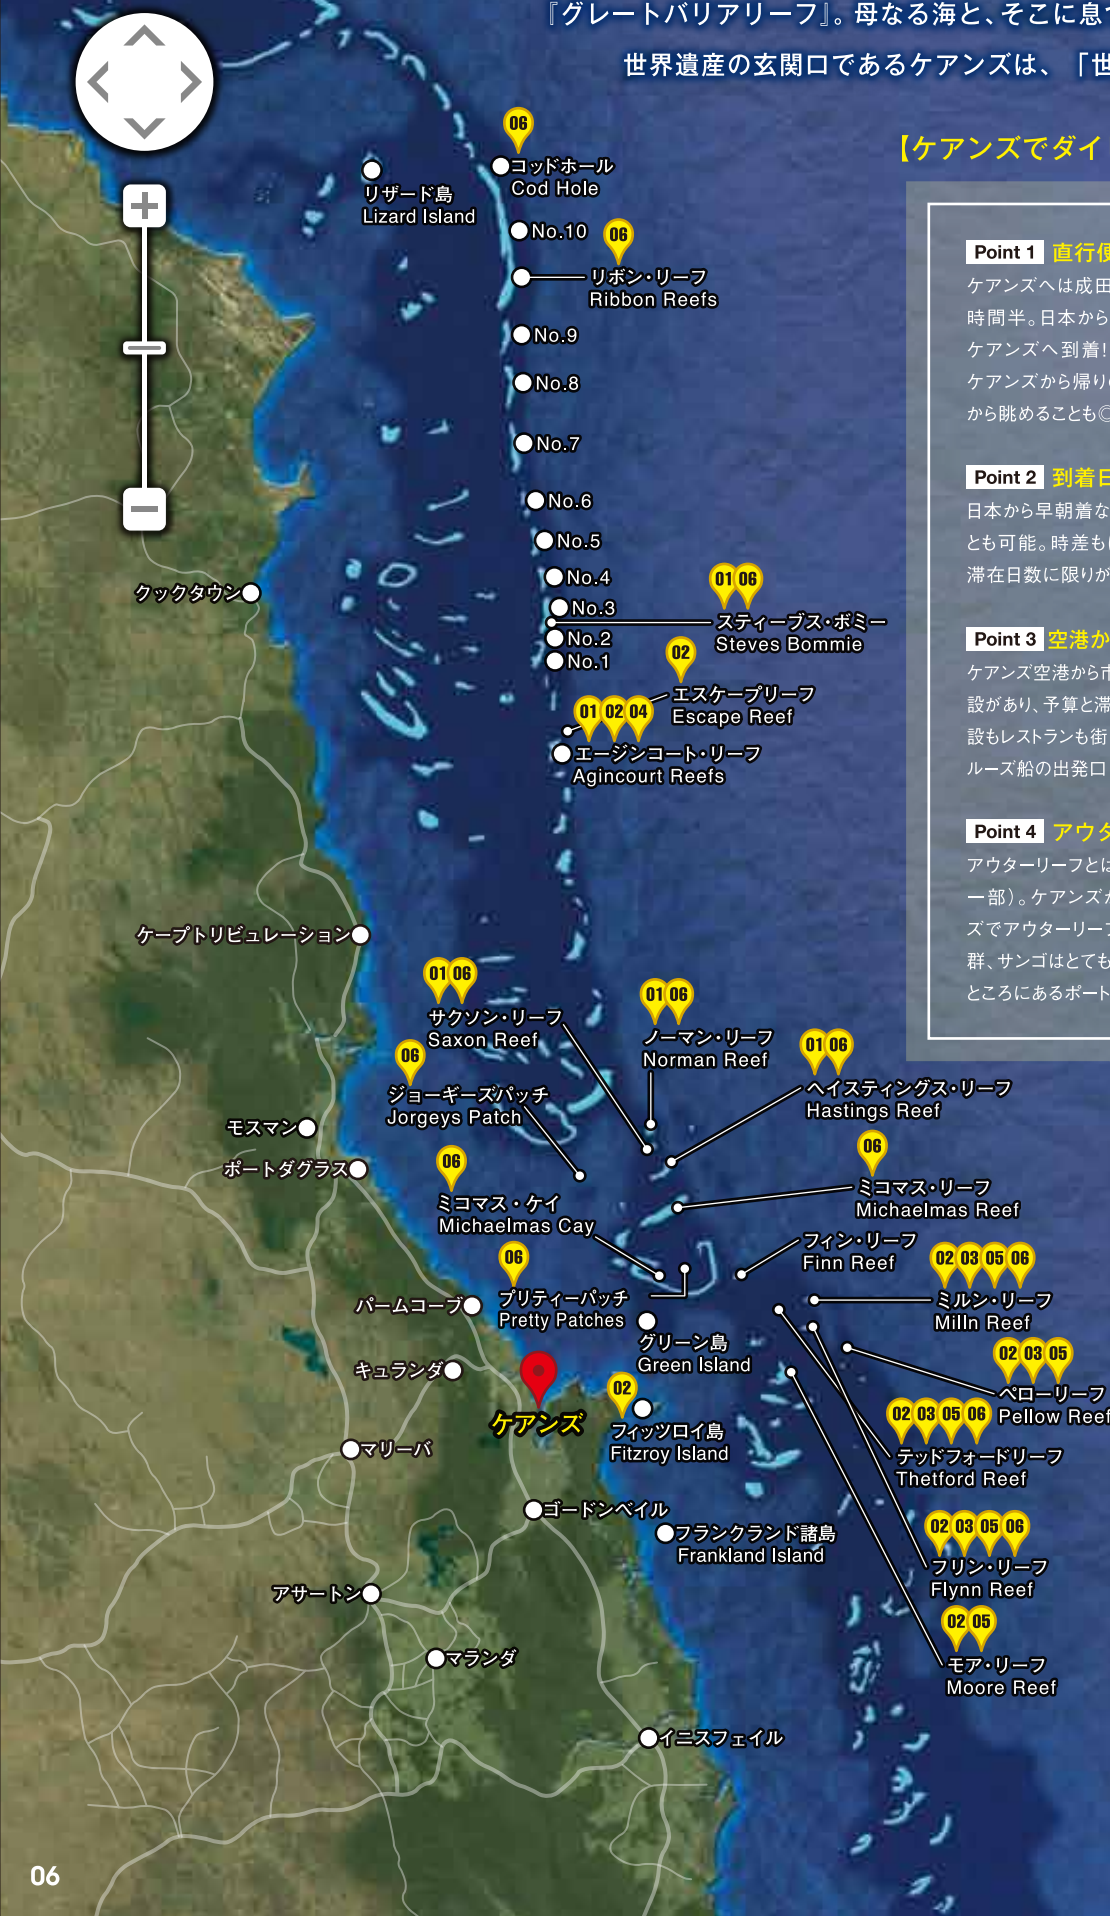 『グレートバリアリーフ』。母なる海と、そこに息
世界遺産の玄関口であるケアンズは、「世
【ケアンズでダイ
06
コッドホール
Cod Hole
リザード島
Lizard Island
No.10
06
リボン・リーフ
Ribbon Reefs
No.9
No.8
No.7
No.6
No.5
No.4
No.3
No.2
No.1
クックタウン
01 06
スティーブス・ボミー
Steves Bommie
02
エスケープリーフ
Escape Reef
01 02 04
エージンコート・リーフ
Agincourt Reefs
ケープトリビュレーション
01 06
サクソン・リーフ
Saxon Reef
01 06
ノーマン・リーフ
Norman Reef
06
ジョーギーズパッチ
Jorgeys Patch
01 06
ヘイスティングス・リーフ
Hastings Reef
モスマン
ポートダグラス
06
ミコマス・ケイ
Michaelmas Cay
06
ミコマス・リーフ
Michaelmas Reef
フィン・リーフ
Finn Reef
06
プリティーパッチ
Pretty Patches
02 03 05 06
ミルン・リーフ
Milln Reef
パームコーブ
グリーン島
Green Island
キュランダ
ケアンズ
02
フィッツロイ島
Fitzroy Island
02 03 05
ペローリーフ
Pellow Reef
02 03 05 06
テッドフォードリーフ
Thetford Reef
マリーバ
ゴードンベイル
フランクランド諸島
Frankland Island
02 03 05 06
フリン・リーフ
Flynn Reef
アサートン
02 05
モア・リーフ
Moore Reef
マランダ
イニスフェイル
Point 1 直行便
ケアンズへは成田
時間半。日本から
ケアンズへ到着!
ケアンズから帰り
から眺めることも◎
Point 2 到着日
日本から早朝着な
とも可能。時差も
滞在日数に限りが
Point 3 空港か
ケアンズ空港から市
設があり、予算と滞
設もレストランも街
ルーズ船の出発口
Point 4 アウタ
アウターリーフとは
一部）。ケアンズか
ズでアウターリーフ
群、サンゴはとても
ところにあるポート
06